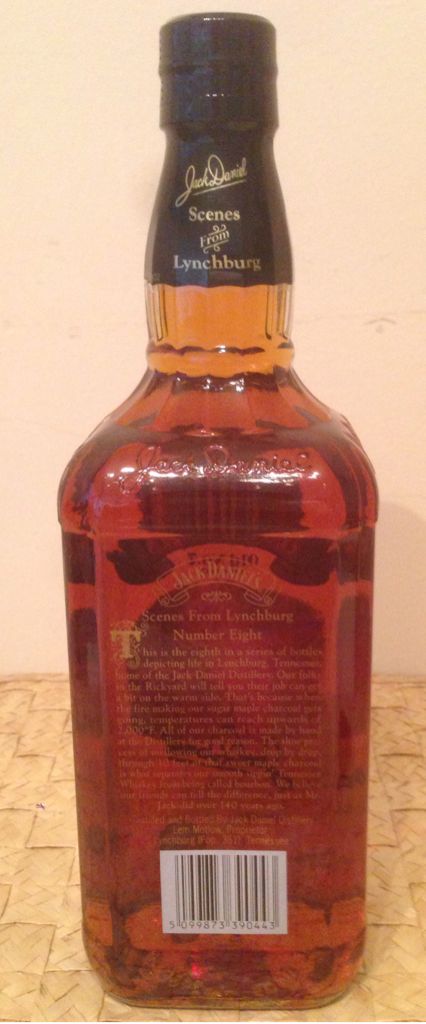 Jack Daniel
Scenes
From
Lynchburg
Jack Daniel
JACK DANIEL'S
Scenes From Lynchburg
Number Eight
This is the eighth in a series of bottles
depicting life in Lynchburg, Tennessee,
home of the Jack Daniel Distillery. Our folks
in the Rickyard will tell you their job can get
a bit on the warm side. That's because when
the fire making our sugar maple charcoal gets
going, temperatures can reach upwards of
2,000°F. All of our charcoal is made by hand
at the Distillery for good reason. The slow pro-
cess of mellowing our whiskey, drop by drop,
through 10 feet of that sweet maple charcoal
is what separates our smooth sippin' Tennessee
Whiskey from being called bourbon. We believe
our friends can tell the difference, just as Mr.
Jack did over 140 years ago.
Distilled and Bottled By Jack Daniel Distillery
Lem Motlow, Proprietor
Lynchburg (Pop. 361), Tennessee
5 099873 390443